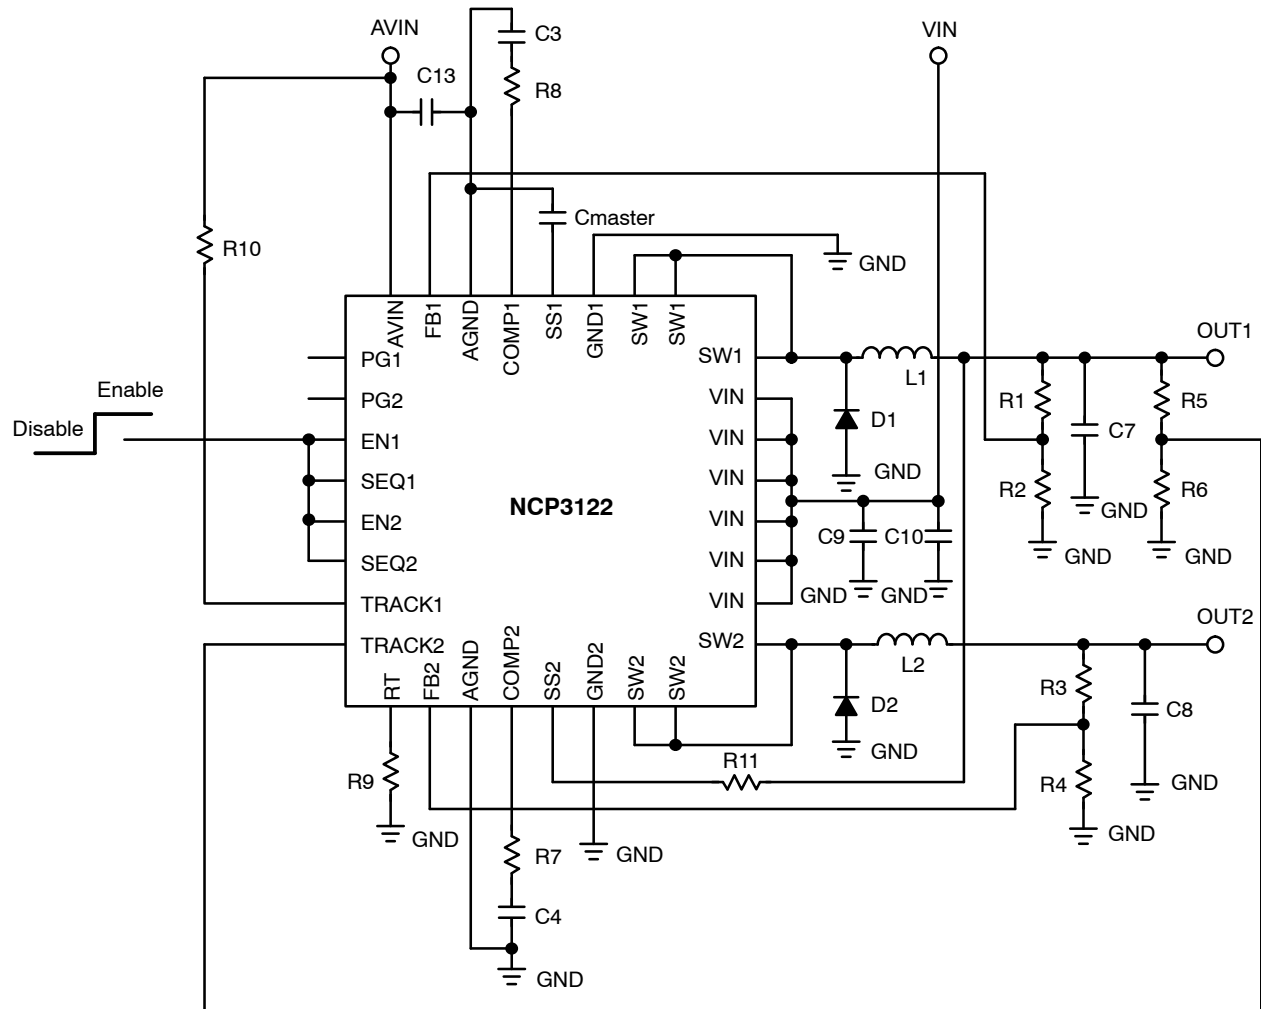 AVIN
C3
VIN
C13
R8
Cmaster
R10
GND
AVIN
FB1
AGND
COMP1
SS1
GND1
SW1
SW1
OUT1
PG1
SW1
L1
Enable
PG2
VIN
R1
R5
Disable
EN1
VIN
D1
C7
SEQ1
VIN
GND
R2
R6
NCP3122
GND
EN2
VIN
C9
C10
SEQ2
VIN
GND
GND
TRACK1
VIN
GND
GND
OUT2
TRACK2
SW2
L2
RT
FB2
AGND
COMP2
SS2
GND2
SW2
SW2
R3
D2
C8
GND
R11
R9
R4
GND
GND
GND
R7
GND
C4
GND